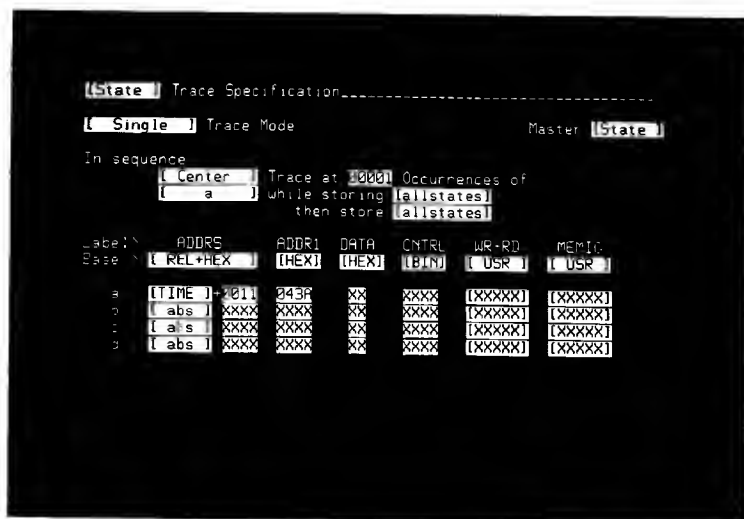 [State ] Trace Specification
[ Single ] Trace Mode Master [State ]
In sequence
[ Center ] Trace at 00001 Occurrences of
[ a ] while storing [allstates]
then store [allstates]
Label> ADDRS ADDR1 DATA CNTRL WR-RD MEMIO
Base > [ REL+HEX ] [HEX] [HEX] [BIN] [ USR ] [ USR ]
a [TIME ]+0011 043A XX XXXX [XXXXX] [XXXXX]
b [ abs ] XXXX XXXX XX XXXX [XXXXX] [XXXXX]
c [ abs ] XXXX XXXX XX XXXX [XXXXX] [XXXXX]
d [ abs ] XXXX XXXX XX XXXX [XXXXX] [XXXXX]